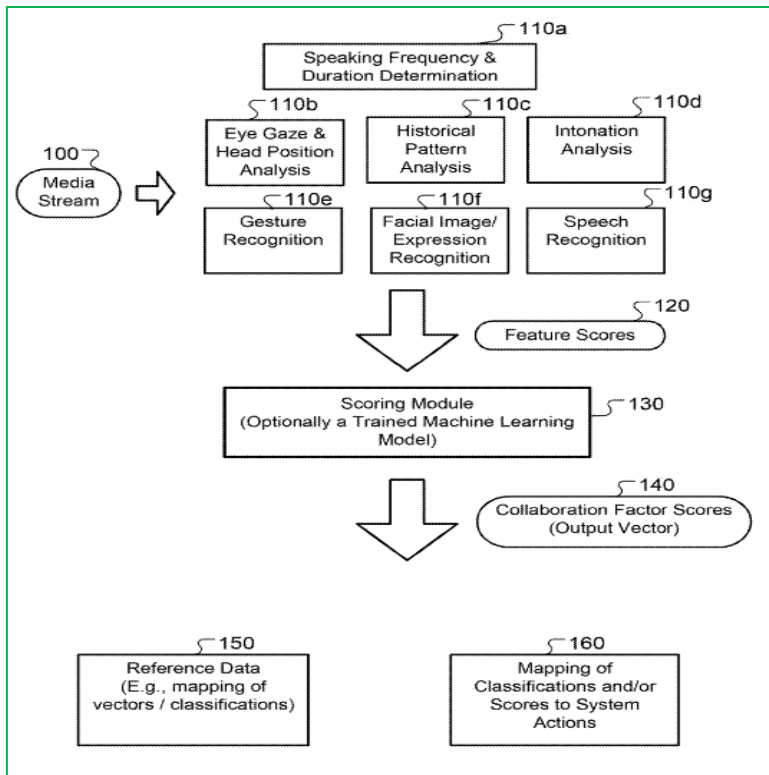 110a
Speaking Frequency &
Duration Determination
110b
110c
110d
Eye Gaze &
Head Position
Analysis
Historical
Pattern
Analysis
Intonation
Analysis
100
Media
Stream
110e
110f
110g
Gesture
Recognition
Facial Image/
Expression
Recognition
Speech
Recognition
120
Feature Scores
Scoring Module
(Optionally a Trained Machine Learning
Model)
130
140
Collaboration Factor Scores
(Output Vector)
150
160
Reference Data
(E.g., mapping of
vectors / classifications)
Mapping of
Classifications and/or
Scores to System
Actions